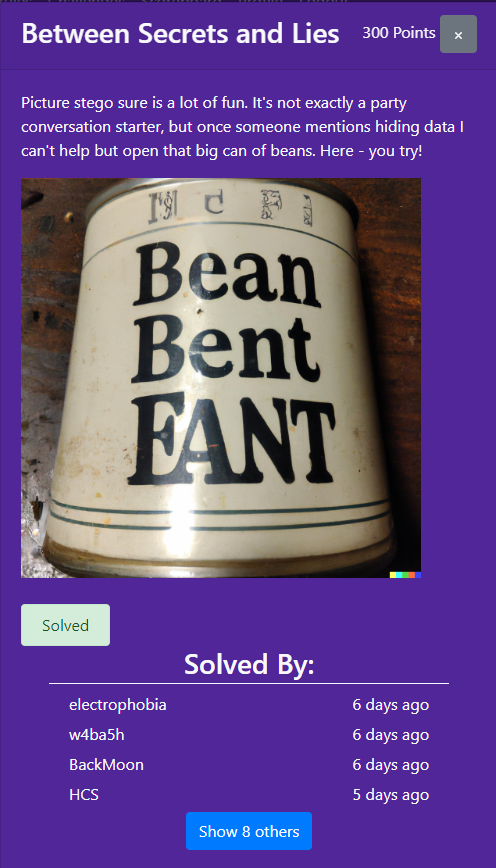 Between Secrets and Lies
300 Points ×
Picture stego sure is a lot of fun. It's not exactly a party
conversation starter, but once someone mentions hiding data I
can't help but open that big can of beans. Here - you try!
Bean
Bent
FANT
Solved
Solved By:
electrophobia 6 days ago
w4ba5h 6 days ago
BackMoon 6 days ago
HCS 5 days ago
Show 8 others